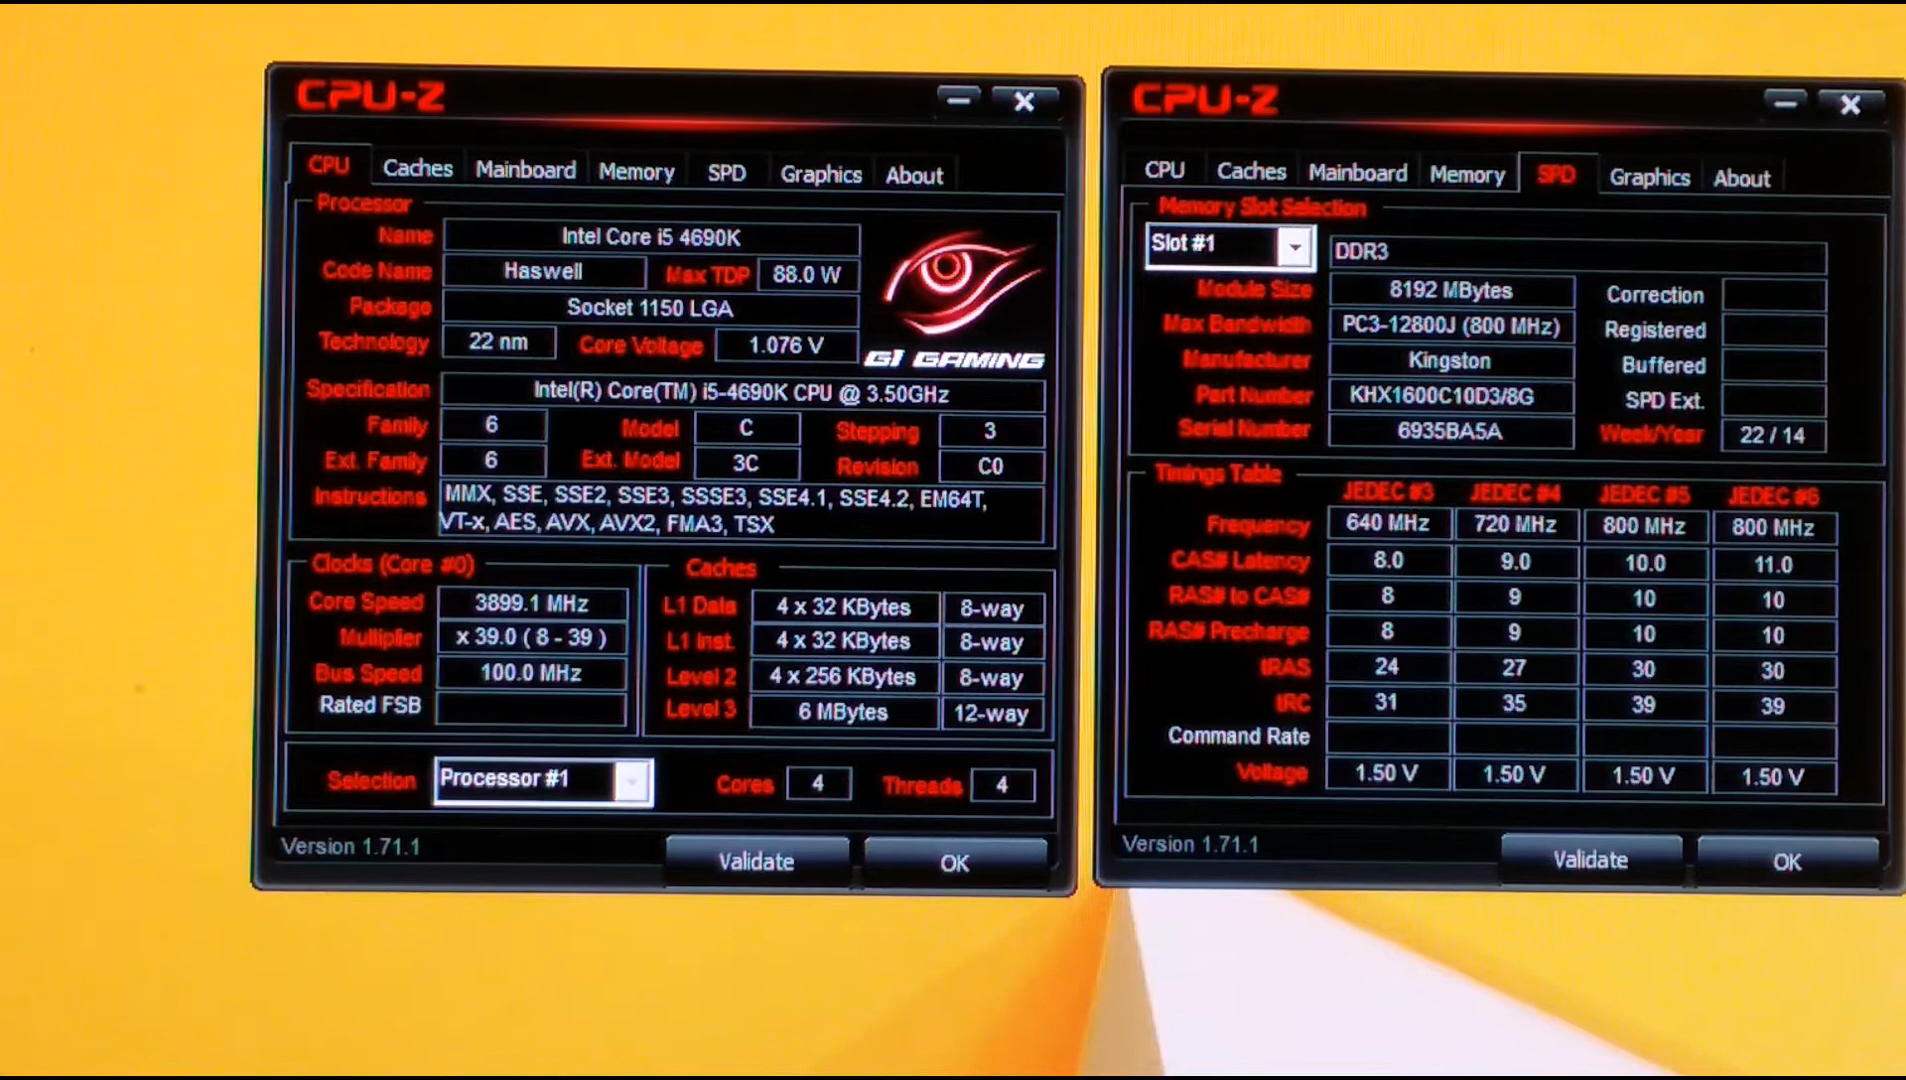 CPU-Z
CPU Caches Mainboard Memory SPD Graphics About
Processor
Name Intel Core i5 4690K
Code Name Haswell Max TDP 88.0 W
Package Socket 1150 LGA
Technology 22 nm Core Voltage 1.076 V
G1 GAMING
Specification Intel(R) Core(TM) i5-4690K CPU @ 3.50GHz
Family 6 Model C Stepping 3
Ext. Family 6 Ext. Model 3C Revision C0
Instructions MMX, SSE, SSE2, SSE3, SSSE3, SSE4.1, SSE4.2, EM64T,
VT-x, AES, AVX, AVX2, FMA3, TSX
Clocks (Core #0)
Core Speed 3899.1 MHz
Multiplier x 39.0 ( 8 - 39 )
Bus Speed 100.0 MHz
Rated FSB
Caches
L1 Data 4 x 32 KBytes 8-way
L1 Inst. 4 x 32 KBytes 8-way
Level 2 4 x 256 KBytes 8-way
Level 3 6 MBytes 12-way
Selection Processor #1 Cores 4 Threads 4
Version 1.71.1 Validate OK
CPU-Z
CPU Caches Mainboard Memory SPD Graphics About
Memory Slot Selection
Slot #1 DDR3
Module Size 8192 MBytes Correction
Max Bandwidth PC3-12800J (800 MHz) Registered
Manufacturer Kingston Buffered
Part Number KHX1600C10D3/8G SPD Ext.
Serial Number 6935BA5A Week/Year 22 / 14
Timings Table
JEDEC #3 JEDEC #4 JEDEC #5 JEDEC #6
Frequency 640 MHz 720 MHz 800 MHz 800 MHz
CAS# Latency 8.0 9.0 10.0 11.0
RAS# to CAS# 8 9 10 10
RAS# Precharge 8 9 10 10
tRAS 24 27 30 30
tRC 31 35 39 39
Command Rate
Voltage 1.50 V 1.50 V 1.50 V 1.50 V
Version 1.71.1 Validate OK